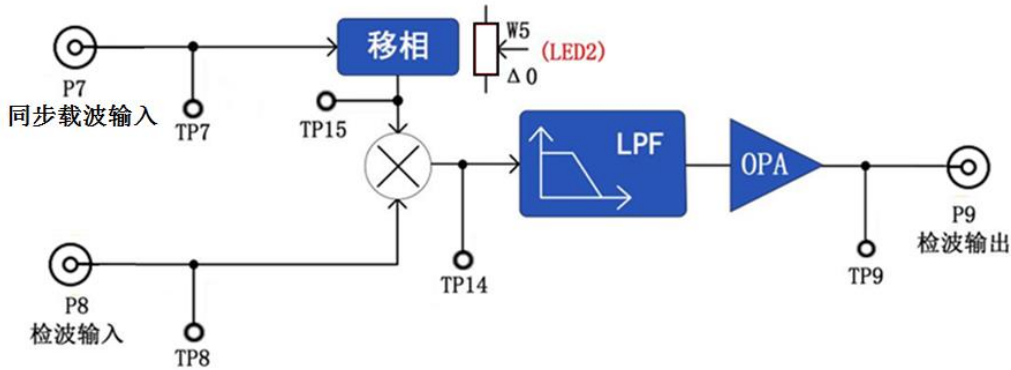 移相
W5
(LED2)
Δ0
P7
同步载波输入
TP7
TP15
LPF
OPA
P9
检波输出
TP14
TP9
P8
检波输入
TP8